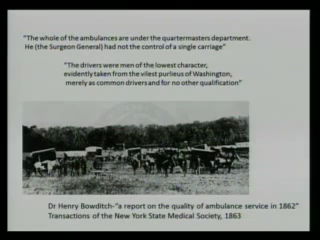 "The whole of the ambulances are under the quartermasters department.
He (the Surgeon General) had not the control of a single carriage"
"The drivers were men of the lowest character,
evidently taken from the vilest purlieus of Washington,
merely as common drivers and for no other qualification"
Dr Henry Bowditch-"a report on the quality of ambulance service in 1862"
Transactions of the New York State Medical Society, 1863